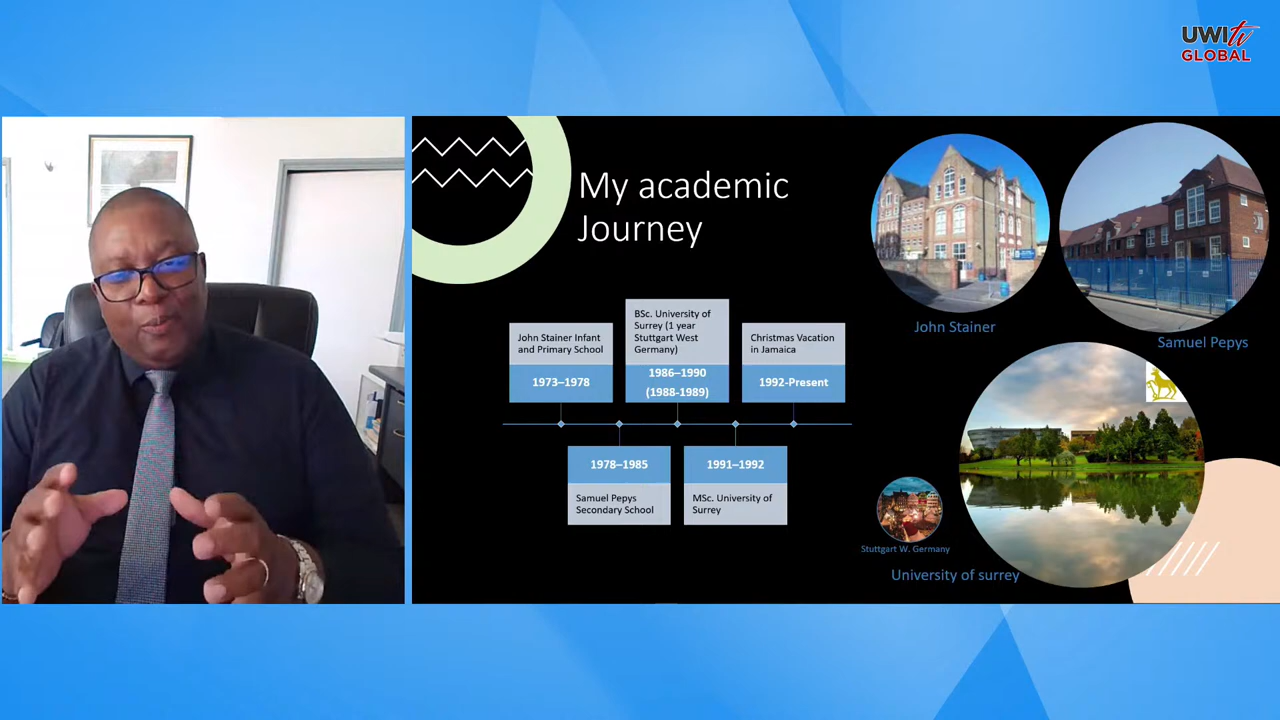 UWI tv
GLOBAL
My academic
Journey
John Stainer Infant
and Primary School
1973–1978
BSc. University of
Surrey (1 year
Stuttgart West
Germany)
1986–1990
(1988-1989)
Christmas Vacation
in Jamaica
1992-Present
1978–1985
Samuel Pepys
Secondary School
1991–1992
MSc. University of
Surrey
John Stainer
Samuel Pepys
Stuttgart W. Germany
University of surrey